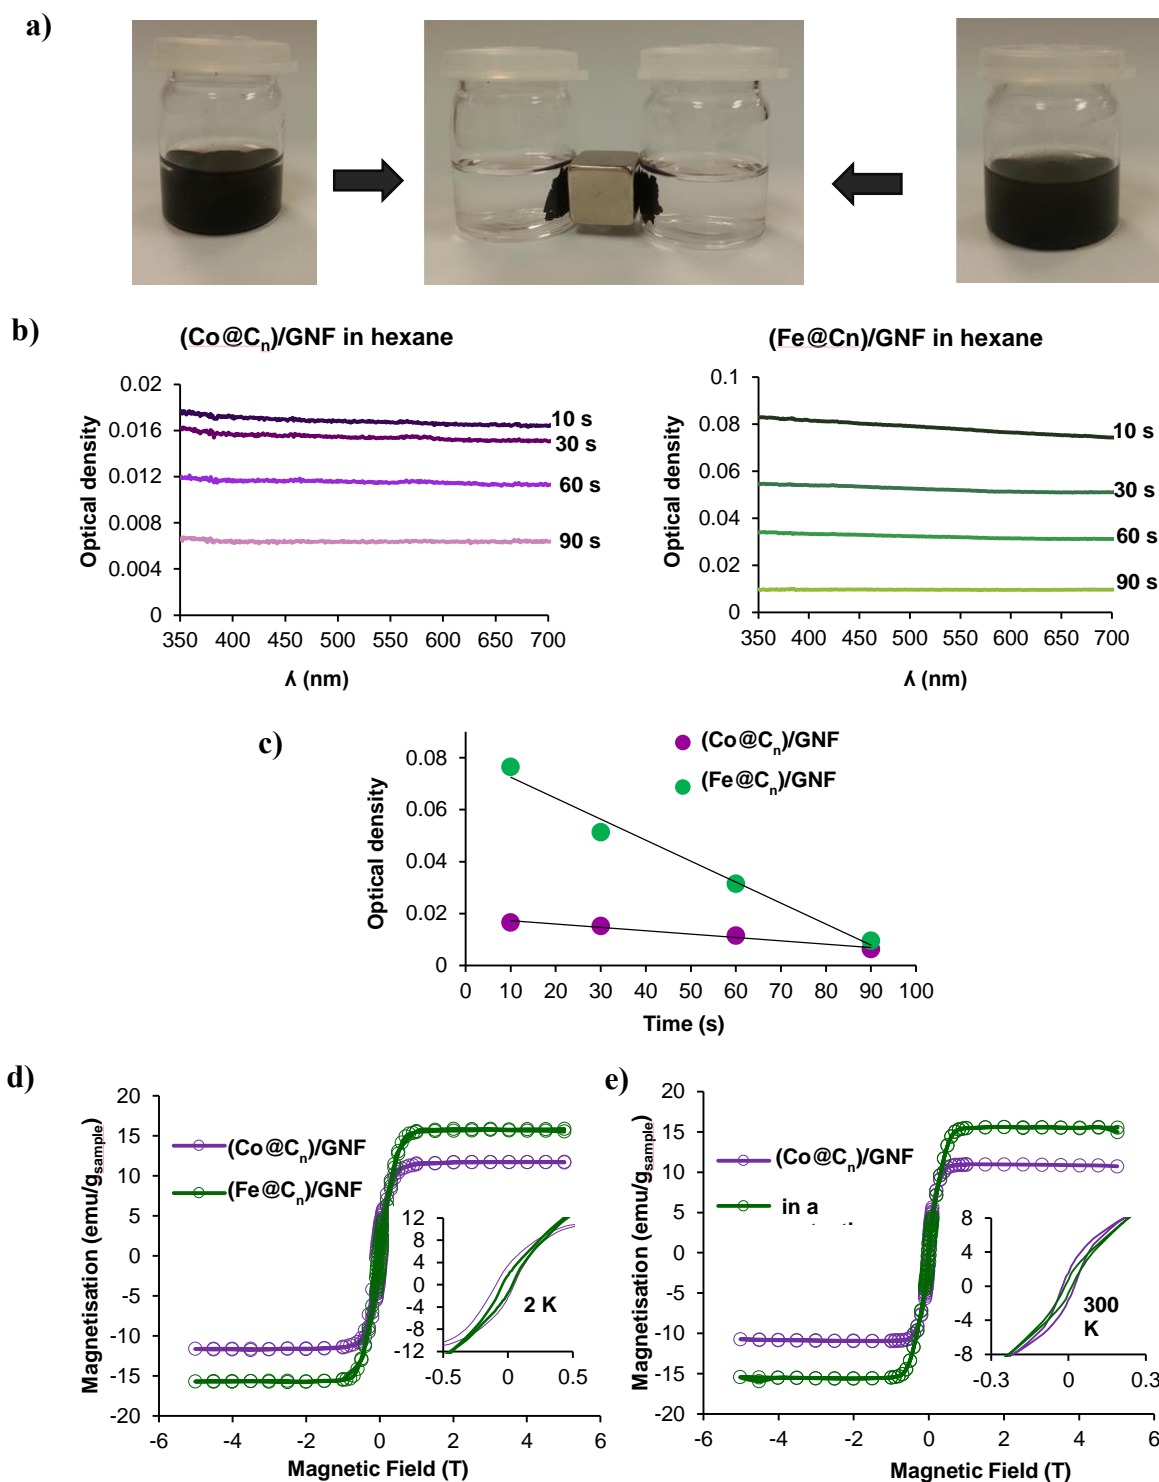 a)
b)
(Co@Cn)/GNF in hexane
Optical density
0.02
0.016
0.012
0.008
0.004
0
350 400 450 500 550 600 650 700
λ (nm)
10 s
30 s
60 s
90 s
(Fe@Cn)/GNF in hexane
Optical density
0.1
0.08
0.06
0.04
0.02
0
350 400 450 500 550 600 650 700
λ (nm)
10 s
30 s
60 s
90 s
c)
Optical density
0.08
0.06
0.04
0.02
0
0 10 20 30 40 50 60 70 80 90 100
Time (s)
(Co@Cn)/GNF
(Fe@Cn)/GNF
d)
Magnetisation (emu/gsample)
20
15
10
5
0
-5
-10
-15
-20
-6 -4 -2 0 2 4 6
Magnetic Field (T)
(Co@Cn)/GNF
(Fe@Cn)/GNF
12
8
4
0
-4
-8
-12
-0.5 0 0.5
2 K
e)
Magnetisation (emu/gsample)
20
15
10
5
0
-5
-10
-15
-20
-6 -4 -2 0 2 4 6
Magnetic Field (T)
(Co@Cn)/GNF
in a
8
4
0
-4
-8
-0.3 0 0.3
300
K